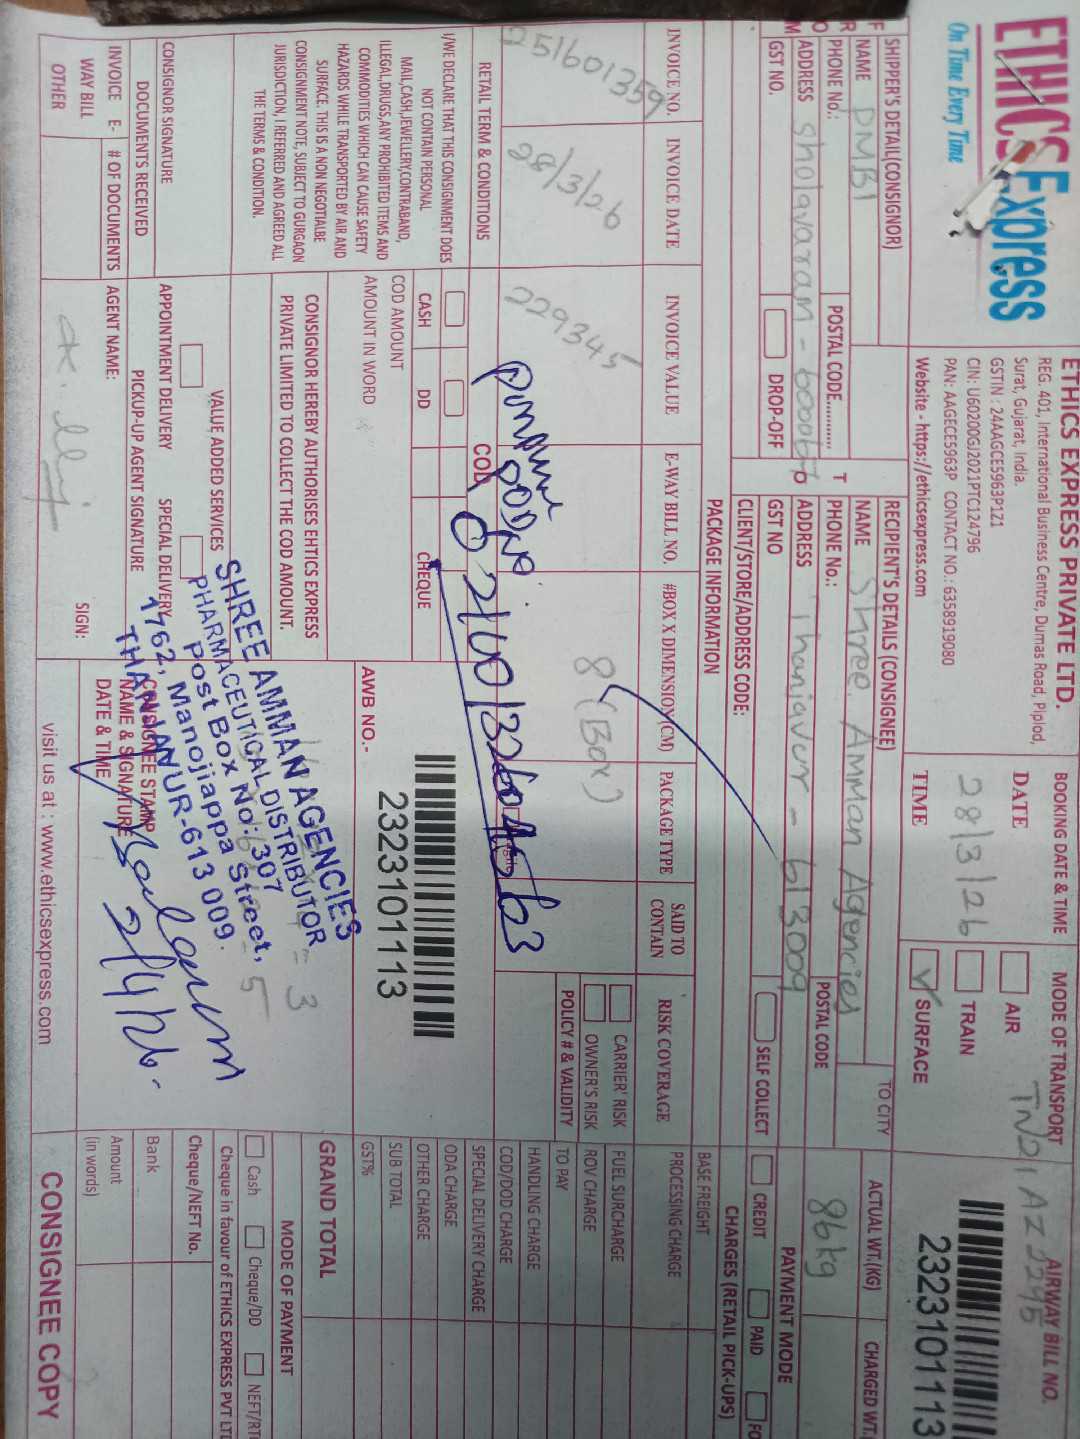 ETHICS Express
On Time Every Time
ETHICS EXPRESS PRIVATE LTD.
REG. 401, International Business Centre, Dumas Road, Piplod,
Surat, Gujarat, India.
GSTIN : 24AAGCE5963P1Z1
CIN: U60200GJ2021PTC124796
PAN: AAGECE5963P CONTACT NO.: 6358919080
Website - https://ethicsexpress.com
BOOKING DATE & TIME
DATE 28/3/26
TIME
MODE OF TRANSPORT
AIR
TRAIN
SURFACE
TN21 AZ 2295
AIRWAY BILL NO.
2323101113
SHIPPER'S DETAIL(CONSIGNOR)
NAME DMBI
PHONE No.: POSTAL CODE............
ADDRESS Sholavaram - 600067
GST NO. DROP-OFF
F
R
O
M
T
O
RECIPIENT'S DETAILS (CONSIGNEE) TO CITY
NAME Shree Amman Agencies
PHONE No.: POSTAL CODE
ADDRESS Thanjavur - 613009
GST NO SELF COLLECT
CLIENT/STORE/ADDRESS CODE:
ACTUAL WT.(KG) CHARGED WT.
86kg
PAYMENT MODE
CREDIT PAID FO
PACKAGE INFORMATION
INVOICE NO. INVOICE DATE INVOICE VALUE E-WAY BILL NO. #BOX X DIMENSION(CM) PACKAGE TYPE SAID TO CONTAIN RISK COVERAGE
251601359 28/3/26 229345 8 (Box)
CARRIER' RISK
OWNER'S RISK
POLICY # & VALIDITY
CHARGES (RETAIL PICK-UPS)
BASE FREIGHT
PROCESSING CHARGE
FUEL SURCHARGE
ROV CHARGE
TO PAY
HANDLING CHARGE
COD/DOD CHARGE
SPECIAL DELIVERY CHARGE
ODA CHARGE
OTHER CHARGE
SUB TOTAL
GST%
GRAND TOTAL
RETAIL TERM & CONDITIONS
I/WE DECLARE THAT THIS CONSIGNMENT DOES
NOT CONTAIN PERSONAL
MAIL,CASH,JEWELLERY,CONTRABAND,
ILLEGAL,DRUGS,ANY PROHIBITED ITEMS AND
COMMODITIES WHICH CAN CAUSE SAFETY
HAZARDS WHILE TRANSPORTED BY AIR AND
SURFACE. THIS IS A NON NEGOTIALBE
CONSIGNMENT NOTE, SUBJECT TO GURGAON
JURISDICTION, I REFERRED AND AGREED ALL
THE TERMS & CONDITION.
COD
CASH DD CHEQUE
COD AMOUNT
AMOUNT IN WORD
CONSIGNOR HEREBY AUTHORISES EHTICS EXPRESS
PRIVATE LIMITED TO COLLECT THE COD AMOUNT.
VALUE ADDED SERVICES
APPOINTMENT DELIVERY SPECIAL DELIVERY
AWB NO.-
2323101113
CONSIGNOR SIGNATURE
DOCUMENTS RECEIVED
INVOICE E-WAY BILL OTHER
# OF DOCUMENTS
PICKUP-UP AGENT SIGNATURE
AGENT NAME:
SIGN:
CONSIGNEE STAMP
NAME & SIGNATURE
DATE & TIME
SHREE AMMAN AGENCIES
PHARMACEUTICAL DISTRIBUTOR
Post Box No: 307
1762, Manojiappa Street,
THANJAVUR-613 009.
2/4/26.
MODE OF PAYMENT
Cash Cheque/DD NEFT/RT
Cheque in favour of ETHICS EXPRESS PVT LT
Cheque/NEFT No.
Bank
Amount
(in words)
visit us at : www.ethicsexpress.com
CONSIGNEE COPY